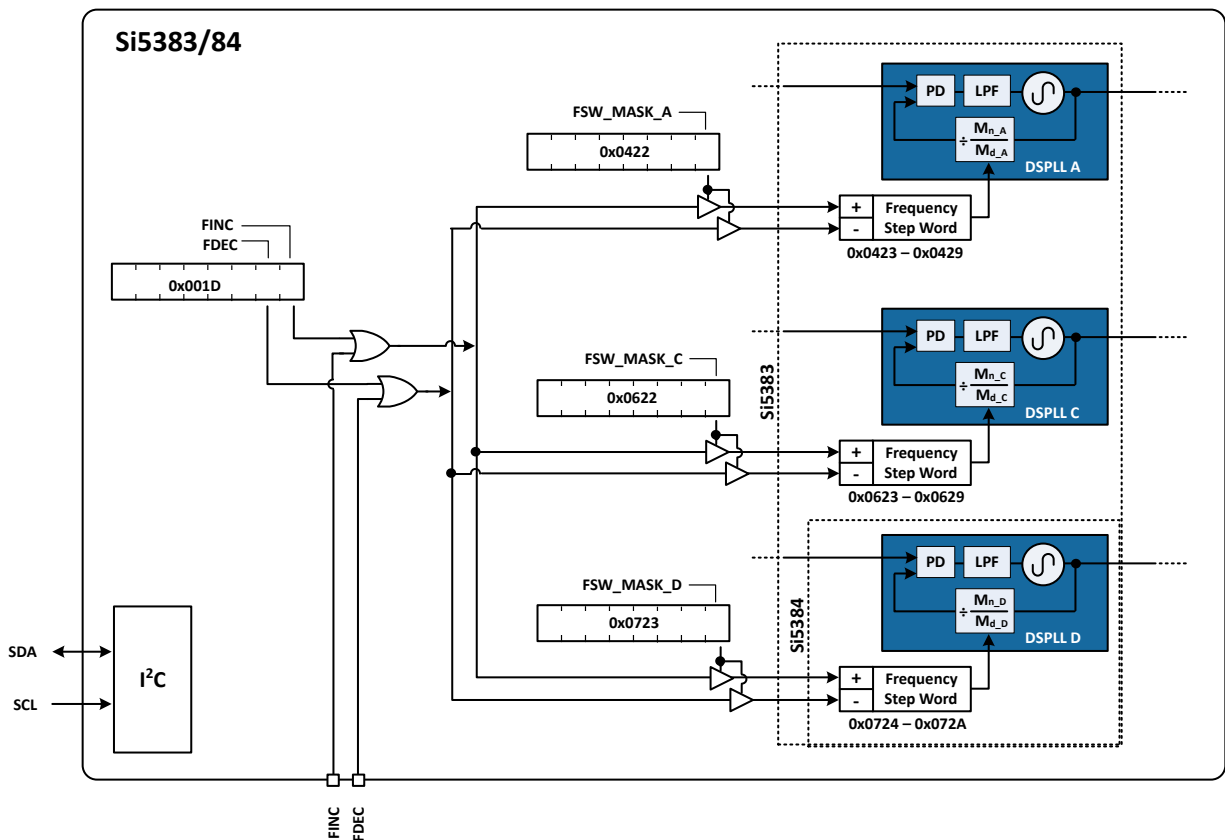 Si5383/84
PD
LPF
÷ Mn_A
Md_A
DSPLL A
FSW_MASK_A
0x0422
+ Frequency
- Step Word
0x0423 – 0x0429
FINC
FDEC
0x001D
PD
LPF
÷ Mn_C
Md_C
DSPLL C
FSW_MASK_C
0x0622
Si5383
+ Frequency
- Step Word
0x0623 – 0x0629
PD
LPF
÷ Mn_D
Md_D
DSPLL D
FSW_MASK_D
0x0723
Si5384
+ Frequency
- Step Word
0x0724 – 0x072A
SDA
SCL
I²C
FINC
FDEC